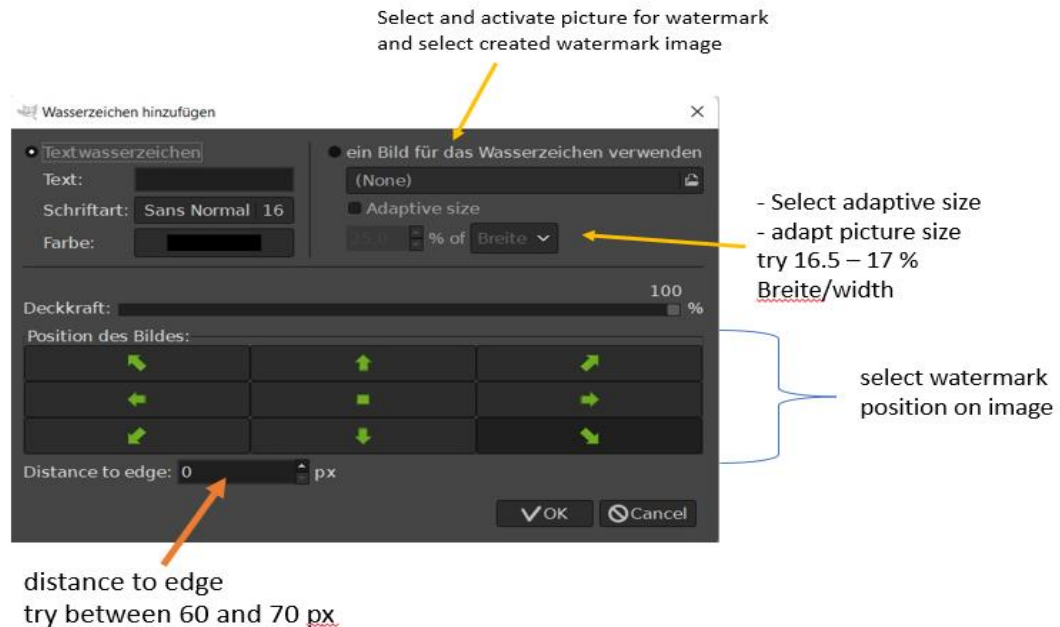 Select and activate picture for watermark
and select created watermark image
Wasserzeichen hinzufügen
Textwasserzeichen
ein Bild für das Wasserzeichen verwenden
Text:
(None)
Schriftart: Sans Normal 16
Adaptive size
Farbe:
25.0 % of Breite
- Select adaptive size
- adapt picture size
try 16.5 – 17 %
Breite/width
100
Deckkraft: %
Position des Bildes:
select watermark
position on image
Distance to edge: 0 px
OK Cancel
distance to edge
try between 60 and 70 px